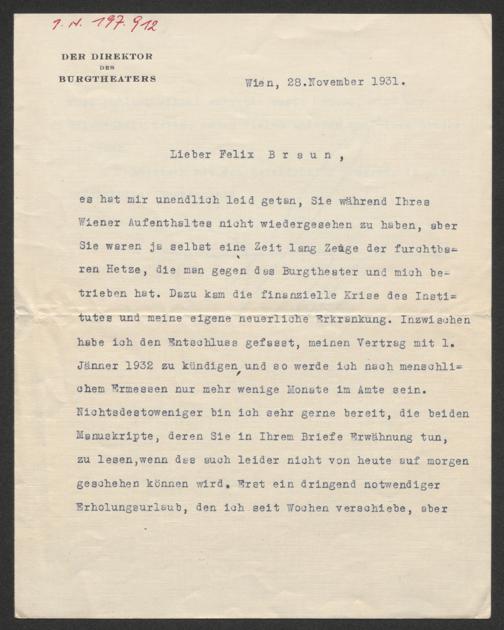 J. N. 197.912
DER DIREKTOR
DES
BURGTHEATERS
Wien, 28.November 1931.
Lieber Felix B r a u n ,
es hat mir unendlich leid getan, Sie während Ihres
Wiener Aufenthaltes nicht wiedergesehen zu haben, aber
Sie waren ja selbst eine Zeit lang Zeuge der furchtba=
ren Hetze, die man gegen das Burgtheater und mich be=
trieben hat. Dazu kam die finanzielle Krise des Insti=
tutes und meine eigene neuerliche Erkrankung. Inzwischen
habe ich den Entschluss gefasst, meinen Vertrag mit 1.
Jänner 1932 zu kündigen, und so werde ich nach menschli=
chem Ermessen nur mehr wenige Monate im Amte sein.
Nichtsdestoweniger bin ich sehr gerne bereit, die beiden
Manuskripte, deren Sie in Ihrem Briefe Erwähnung tun,
zu lesen,wenn das auch leider nicht von heute auf morgen
geschehen können wird. Erst ein dringend notwendiger
Erholungsurlaub, den ich seit Wochen verschiebe, aber